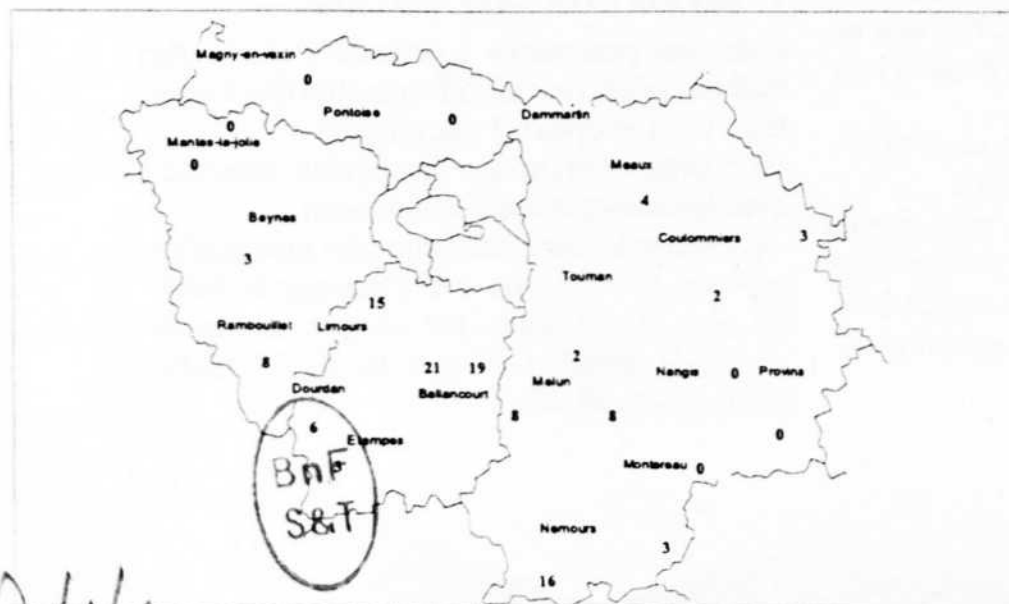 Magny-en-vexin
0
Pontoise
0
Dammartin
0
Mantes-la-jolie
0
Meaux
4
Beynes
Coulommiers
3
3
Tournan
15
2
Rambouillet
Limours
8
2
21
19
Nangis
0
Provins
Dourdan
Ballancourt
Melun
8
8
6
Etampes
0
BnF
S&T
Montereau
0
Nemours
3
16